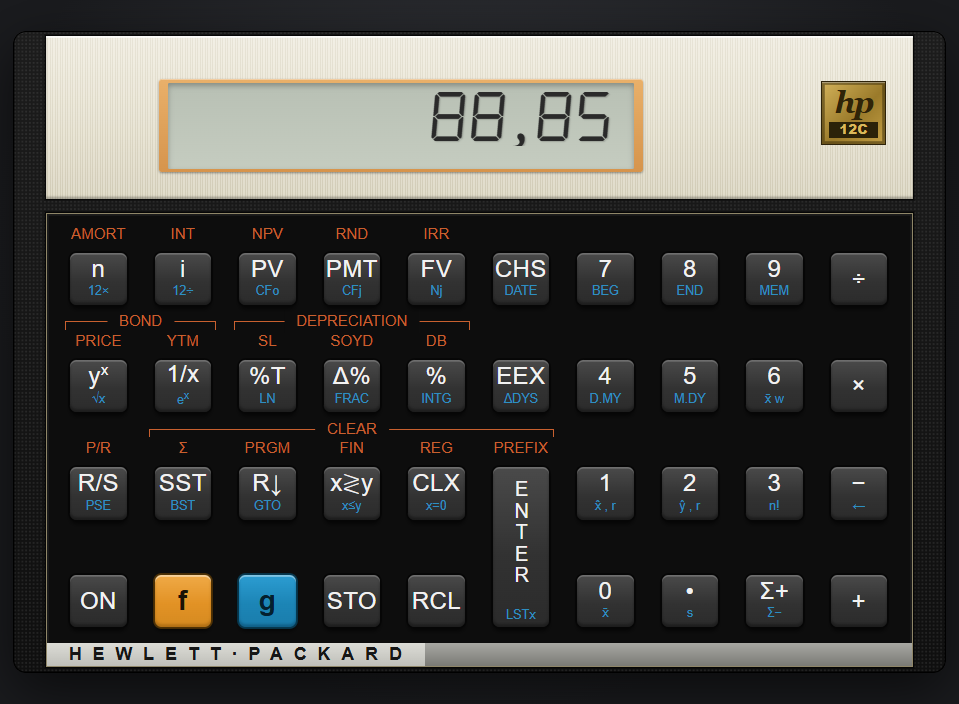 88,85
hp
12C
AMORT INT NPV RND IRR
n i PV PMT FV CHS 7 8 9 ÷
12× 12÷ CFo CFj Nj DATE BEG END MEM
BOND DEPRECIATION
PRICE YTM SL SOYD DB
yˣ 1/x %T Δ% % EEX 4 5 6 ×
√x eˣ LN FRAC INTG ΔDYS D.MY M.DY x̄ w
CLEAR
P/R Σ PRGM FIN REG PREFIX
R/S SST R↓ x≷y CLX ENTER 1 2 3 −
PSE BST GTO x≤y x=0 x̂ , r ŷ , r n! ←
ON f g STO RCL 0 • Σ+ +
LSTx x̄ s Σ−
HEWLETT·PACKARD